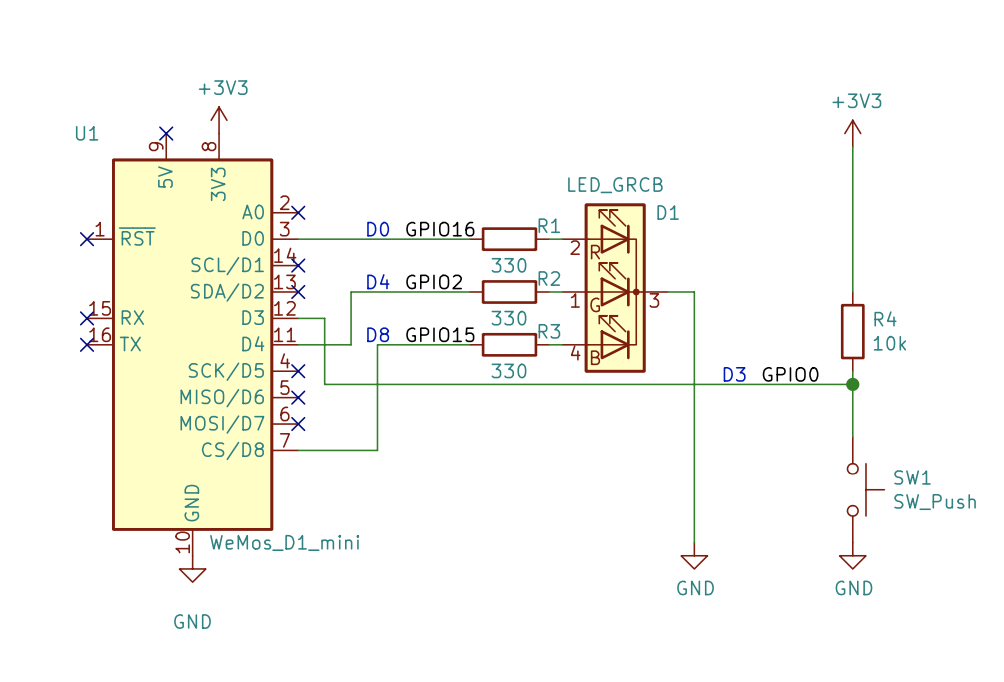 +3V3
+3V3
U1
9
8
5V
3V3
LED_GRCB
D1
1
RST
15
RX
16
TX
A0
2
D0
3
SCL/D1
14
SDA/D2
13
D3
12
D4
11
SCK/D5
4
MISO/D6
5
MOSI/D7
6
CS/D8
7
GND
10
WeMos_D1_mini
GND
D0 GPIO16
R1
330
D4 GPIO2
R2
330
D8 GPIO15
R3
330
2
R
1
G
3
4
B
D3 GPIO0
R4
10k
SW1
SW_Push
GND
GND